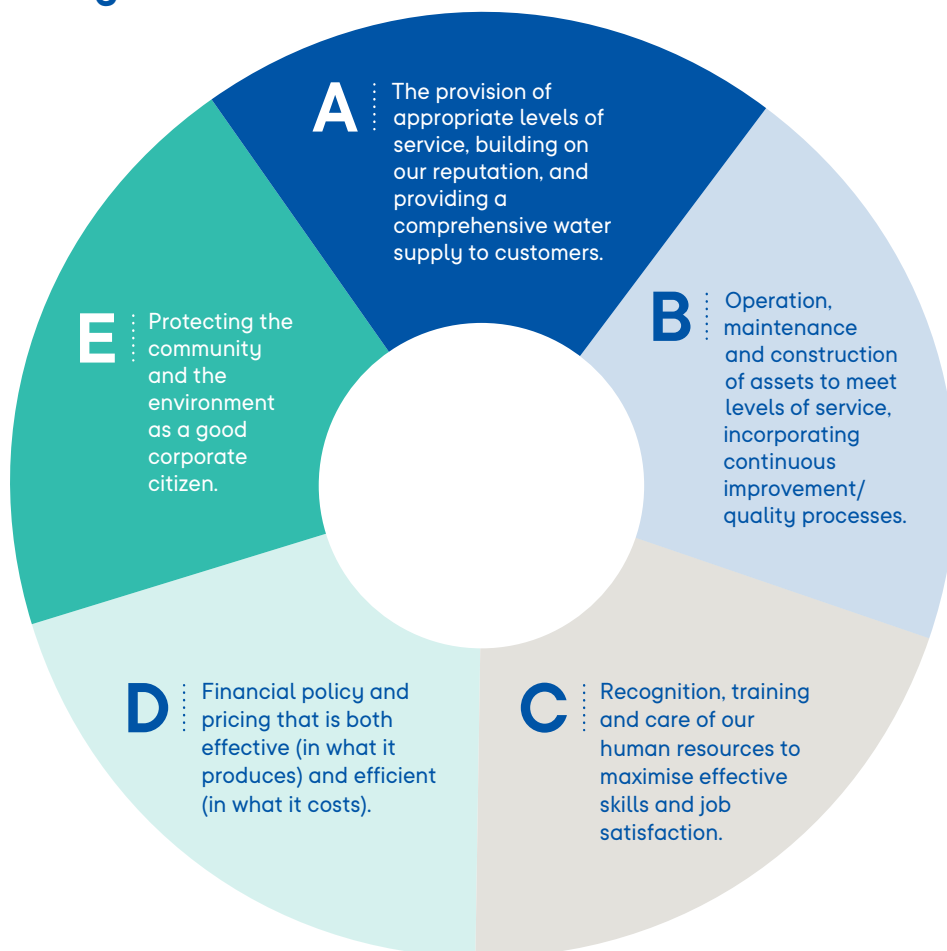 A
The provision of
appropriate levels of
service, building on
our reputation, and
providing a
comprehensive water
supply to customers.
B
Operation,
maintenance
and construction
of assets to meet
levels of service,
incorporating
continuous
improvement/
quality processes.
C
Recognition, training
and care of our
human resources to
maximise effective
skills and job
satisfaction.
D
Financial policy and
pricing that is both
effective (in what it
produces) and efficient
(in what it costs).
E
Protecting the
community
and the
environment
as a good
corporate
citizen.